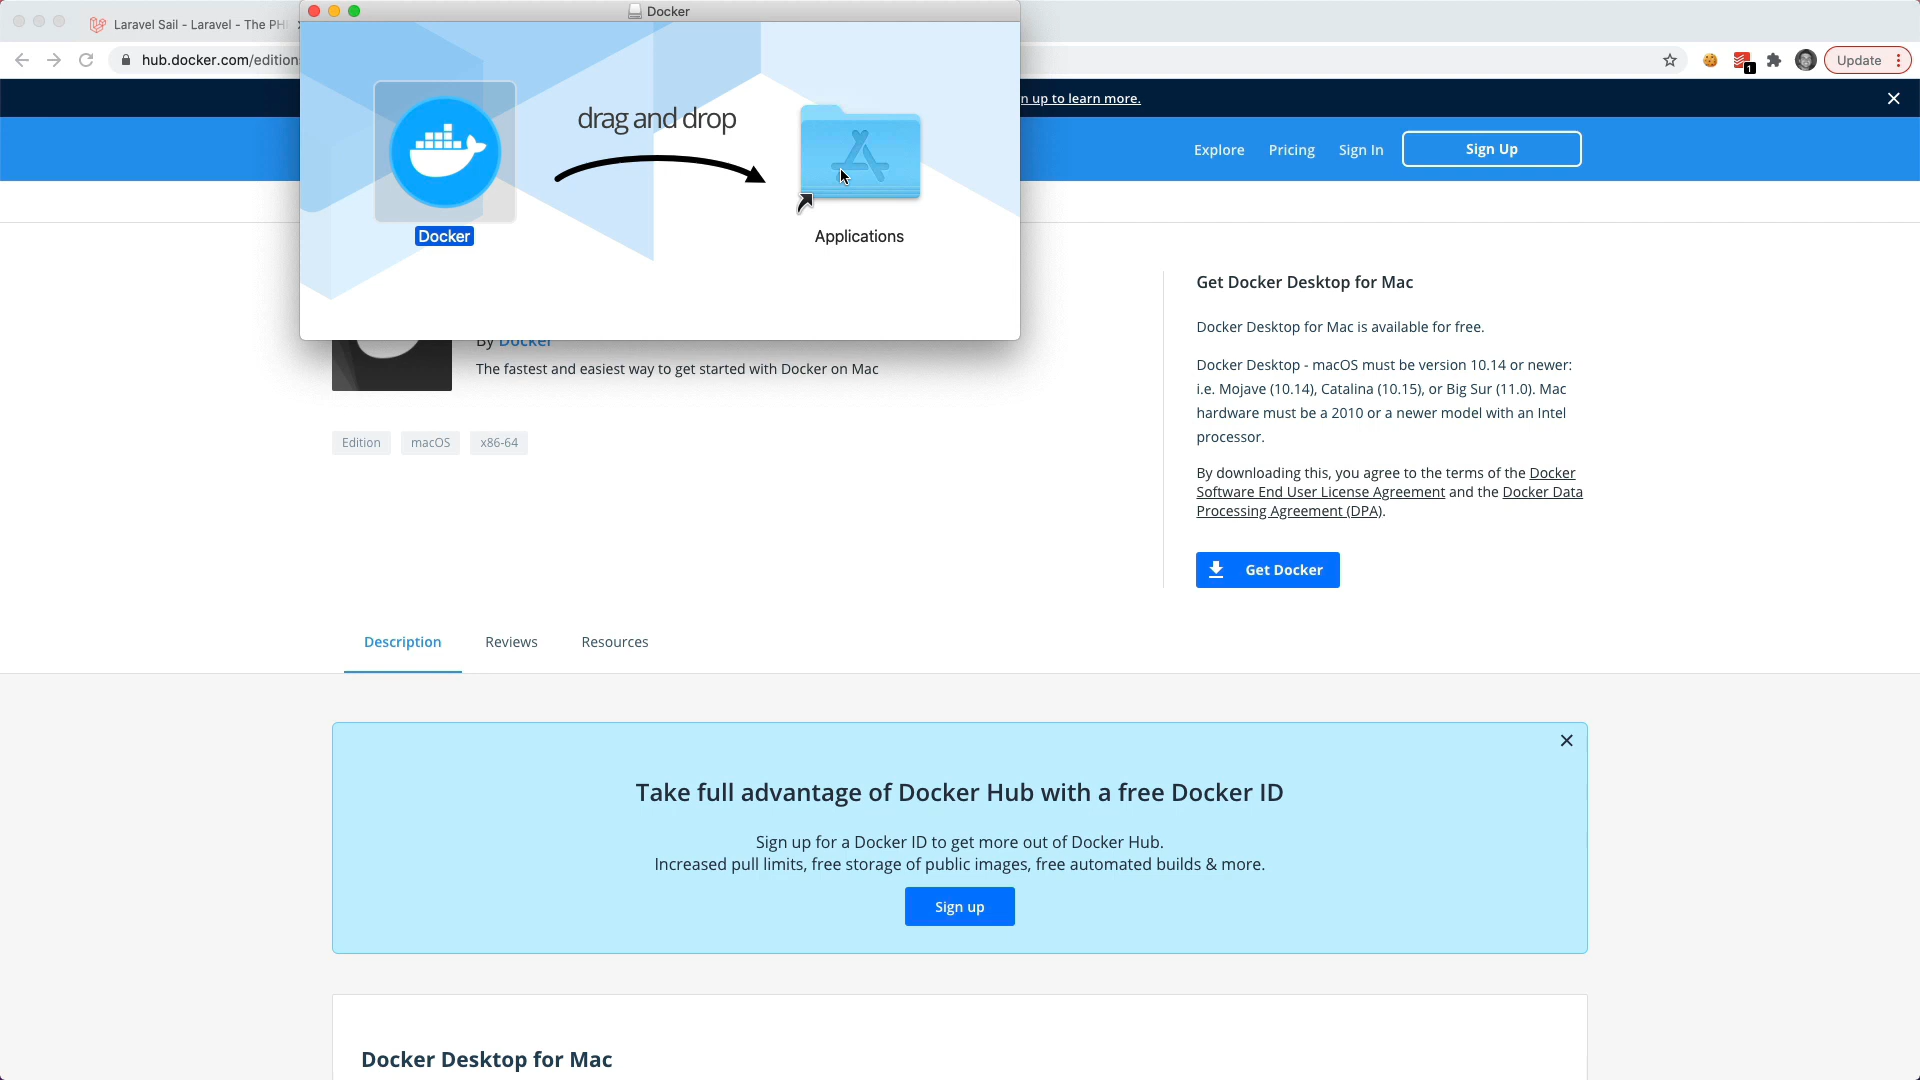 Laravel Sail - Laravel - The PH
Docker
hub.docker.com/edition
1
Update
n up to learn more.
drag and drop
Docker
Applications
Explore
Pricing
Sign In
Sign Up
By Docker
The fastest and easiest way to get started with Docker on Mac
Edition
macOS
x86-64
Get Docker Desktop for Mac
Docker Desktop for Mac is available for free.
Docker Desktop - macOS must be version 10.14 or newer:
i.e. Mojave (10.14), Catalina (10.15), or Big Sur (11.0). Mac
hardware must be a 2010 or a newer model with an Intel
processor.
By downloading this, you agree to the terms of the Docker
Software End User License Agreement and the Docker Data
Processing Agreement (DPA).
Get Docker
Description
Reviews
Resources
Take full advantage of Docker Hub with a free Docker ID
Sign up for a Docker ID to get more out of Docker Hub.
Increased pull limits, free storage of public images, free automated builds & more.
Sign up
Docker Desktop for Mac